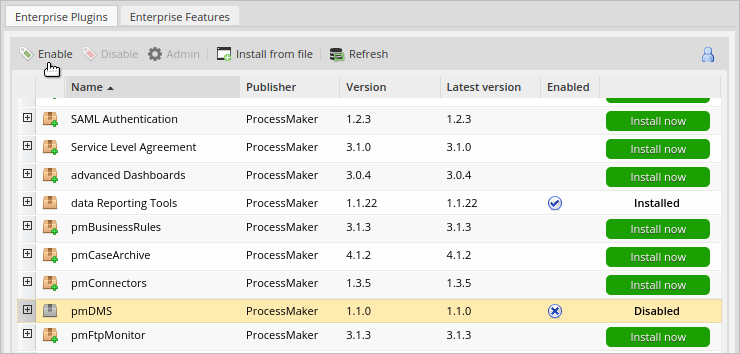 Enterprise Plugins Enterprise Features
Enable Disable Admin Install from file Refresh
Name Publisher Version Latest version Enabled
SAML Authentication ProcessMaker 1.2.3 1.2.3 Install now
Service Level Agreement ProcessMaker 3.1.0 3.1.0 Install now
advanced Dashboards ProcessMaker 3.0.4 3.0.4 Install now
data Reporting Tools ProcessMaker 1.1.22 1.1.22 Installed
pmBusinessRules ProcessMaker 3.1.3 3.1.3 Install now
pmCaseArchive ProcessMaker 4.1.2 4.1.2 Install now
pmConnectors ProcessMaker 1.3.5 1.3.5 Install now
pmDMS ProcessMaker 1.1.0 1.1.0 Disabled
pmFtpMonitor ProcessMaker 3.1.3 3.1.3 Install now